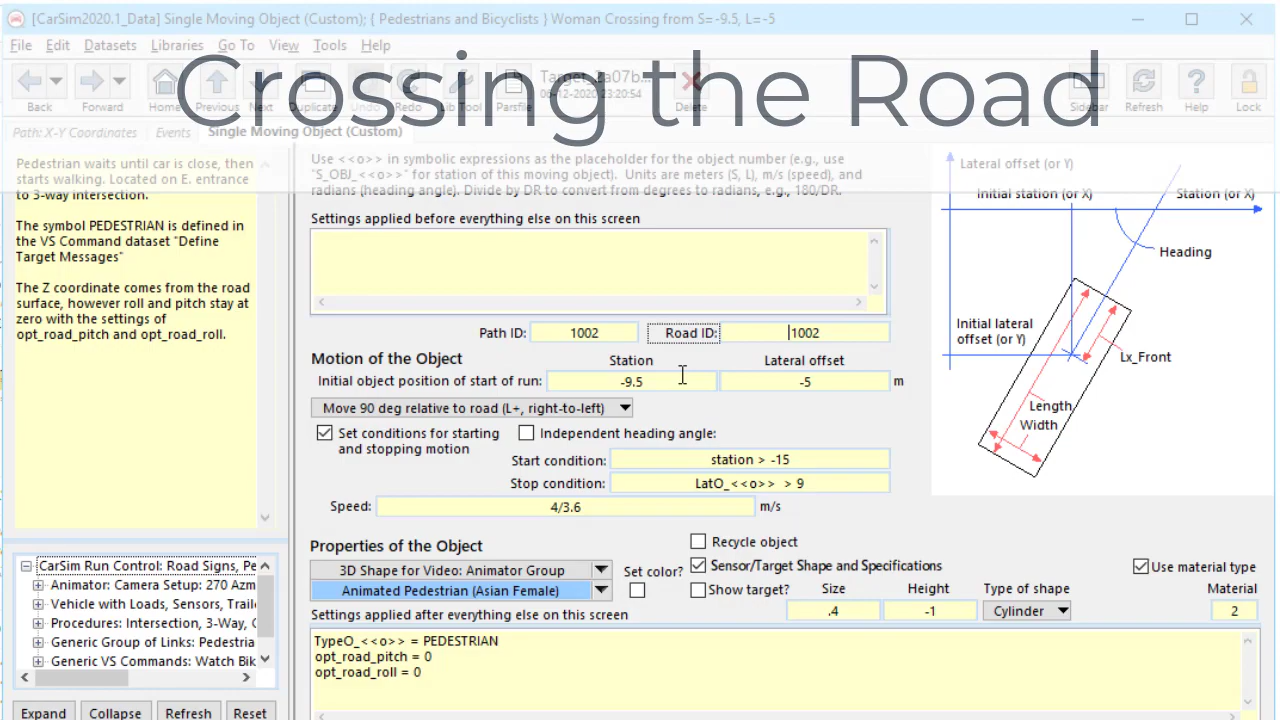 [CarSim2020.1_Data] Single Moving Object (Custom); { Pedestrians and Bicyclists } Woman Crossing from S=-9.5, L=-5
File Edit Datasets Libraries Go To View Tools Help
Crossing the Road
Back Forward Home Previous Next Duplicate Undo Redo Lib Tool Parsfile Delete Sidebar Refresh Help Lock
06-12-2020 23:20:54
Path: X-Y Coordinates Events Single Moving Object (Custom)
Pedestrian waits until car is close, then
starts walking. Located on E. entrance
to 3-way intersection.
The symbol PEDESTRIAN is defined in
the VS Command dataset "Define
Target Messages"
The Z coordinate comes from the road
surface, however roll and pitch stay at
zero with the settings of
opt_road_pitch and opt_road_roll.
Use <<o>> in symbolic expressions as the placeholder for the object number (e.g., use
"S_OBJ_<<o>>" for station of this moving object). Units are meters (S, L), m/s (speed), and
radians (heading angle). Divide by DR to convert from degrees to radians, e.g., 180/DR.
Settings applied before everything else on this screen
Path ID: 1002 Road ID: 1002
Motion of the Object Station Lateral offset
Initial object position of start of run: -9.5 -5 m
Move 90 deg relative to road (L+, right-to-left)
Set conditions for starting
and stopping motion
Independent heading angle:
Start condition: station > -15
Stop condition: LatO_<<o>> > 9
Speed: 4/3.6 m/s
Lateral offset (or Y)
Initial station (or X) Station (or X)
Heading
Initial lateral
offset (or Y)
Lx_Front
Length
Width
Properties of the Object
Recycle object
3D Shape for Video: Animator Group
Animated Pedestrian (Asian Female)
Set color?
Sensor/Target Shape and Specifications
Use material type
Show target? Size Height Type of shape Material
.4 -1 Cylinder 2
Settings applied after everything else on this screen
TypeO_<<o>> = PEDESTRIAN
opt_road_pitch = 0
opt_road_roll = 0
CarSim Run Control: Road Signs, Pe
Animator: Camera Setup: 270 Azm
Vehicle with Loads, Sensors, Traile
Procedures: Intersection, 3-Way,
Generic Group of Links: Pedestria
Generic VS Commands: Watch Bik
Expand Collapse Refresh Reset